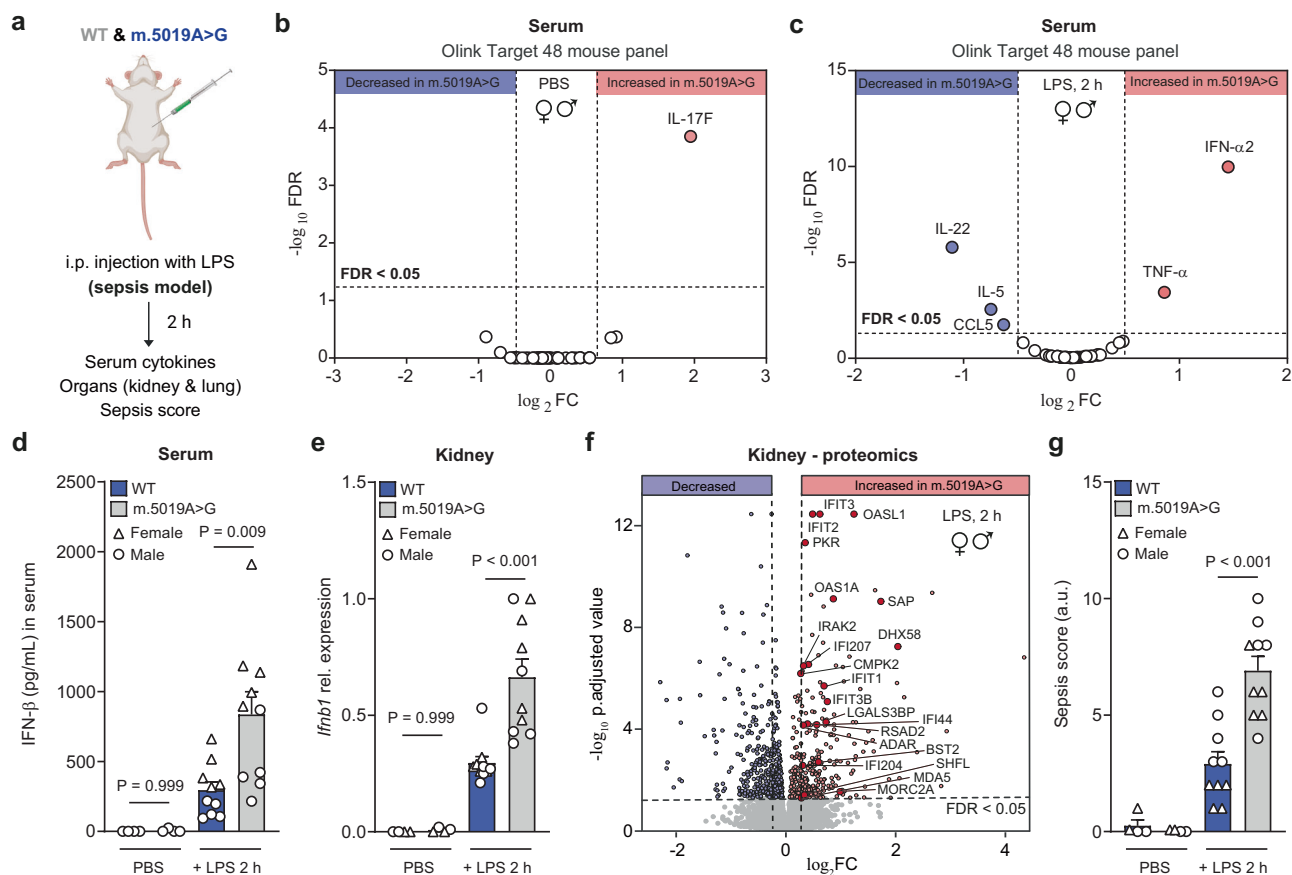 a
WT & m.5019A>G
i.p. injection with LPS
(sepsis model)
2 h
Serum cytokines
Organs (kidney & lung)
Sepsis score
b
Serum
Olink Target 48 mouse panel
Decreased in m.5019A>G
PBS
Increased in m.5019A>G
IL-17F
FDR < 0.05
-log 10 FDR
5
4
3
2
1
0
-3
-2
-1
0
1
2
3
log 2 FC
c
Serum
Olink Target 48 mouse panel
Decreased in m.5019A>G
LPS, 2 h
Increased in m.5019A>G
IFN-α2
IL-22
TNF-α
IL-5
CCL5
FDR < 0.05
-log 10 FDR
15
10
5
0
-2
-1
0
1
2
log 2 FC
d
Serum
WT
m.5019A>G
Female
Male
P = 0.009
P = 0.999
IFN-β (pg/mL) in serum
2500
2000
1500
1000
500
0
PBS
+ LPS 2 h
e
Kidney
WT
m.5019A>G
Female
Male
P < 0.001
P = 0.999
Ifnb1 rel. expression
1.5
1.0
0.5
0.0
PBS
+ LPS 2 h
f
Kidney - proteomics
Decreased
Increased in m.5019A>G
LPS, 2 h
IFIT3
OASL1
IFIT2
PKR
OAS1A
SAP
IRAK2
DHX58
IFI207
CMPK2
IFIT1
IFIT3B
LGALS3BP
IFI44
RSAD2
ADAR
BST2
IFI204
SHFL
MDA5
MORC2A
FDR < 0.05
-log10 p.adjusted value
12
8
4
0
-2
0
2
4
log2FC
g
WT
m.5019A>G
Female
Male
P < 0.001
Sepsis score (a.u.)
15
10
5
0
PBS
+ LPS 2 h